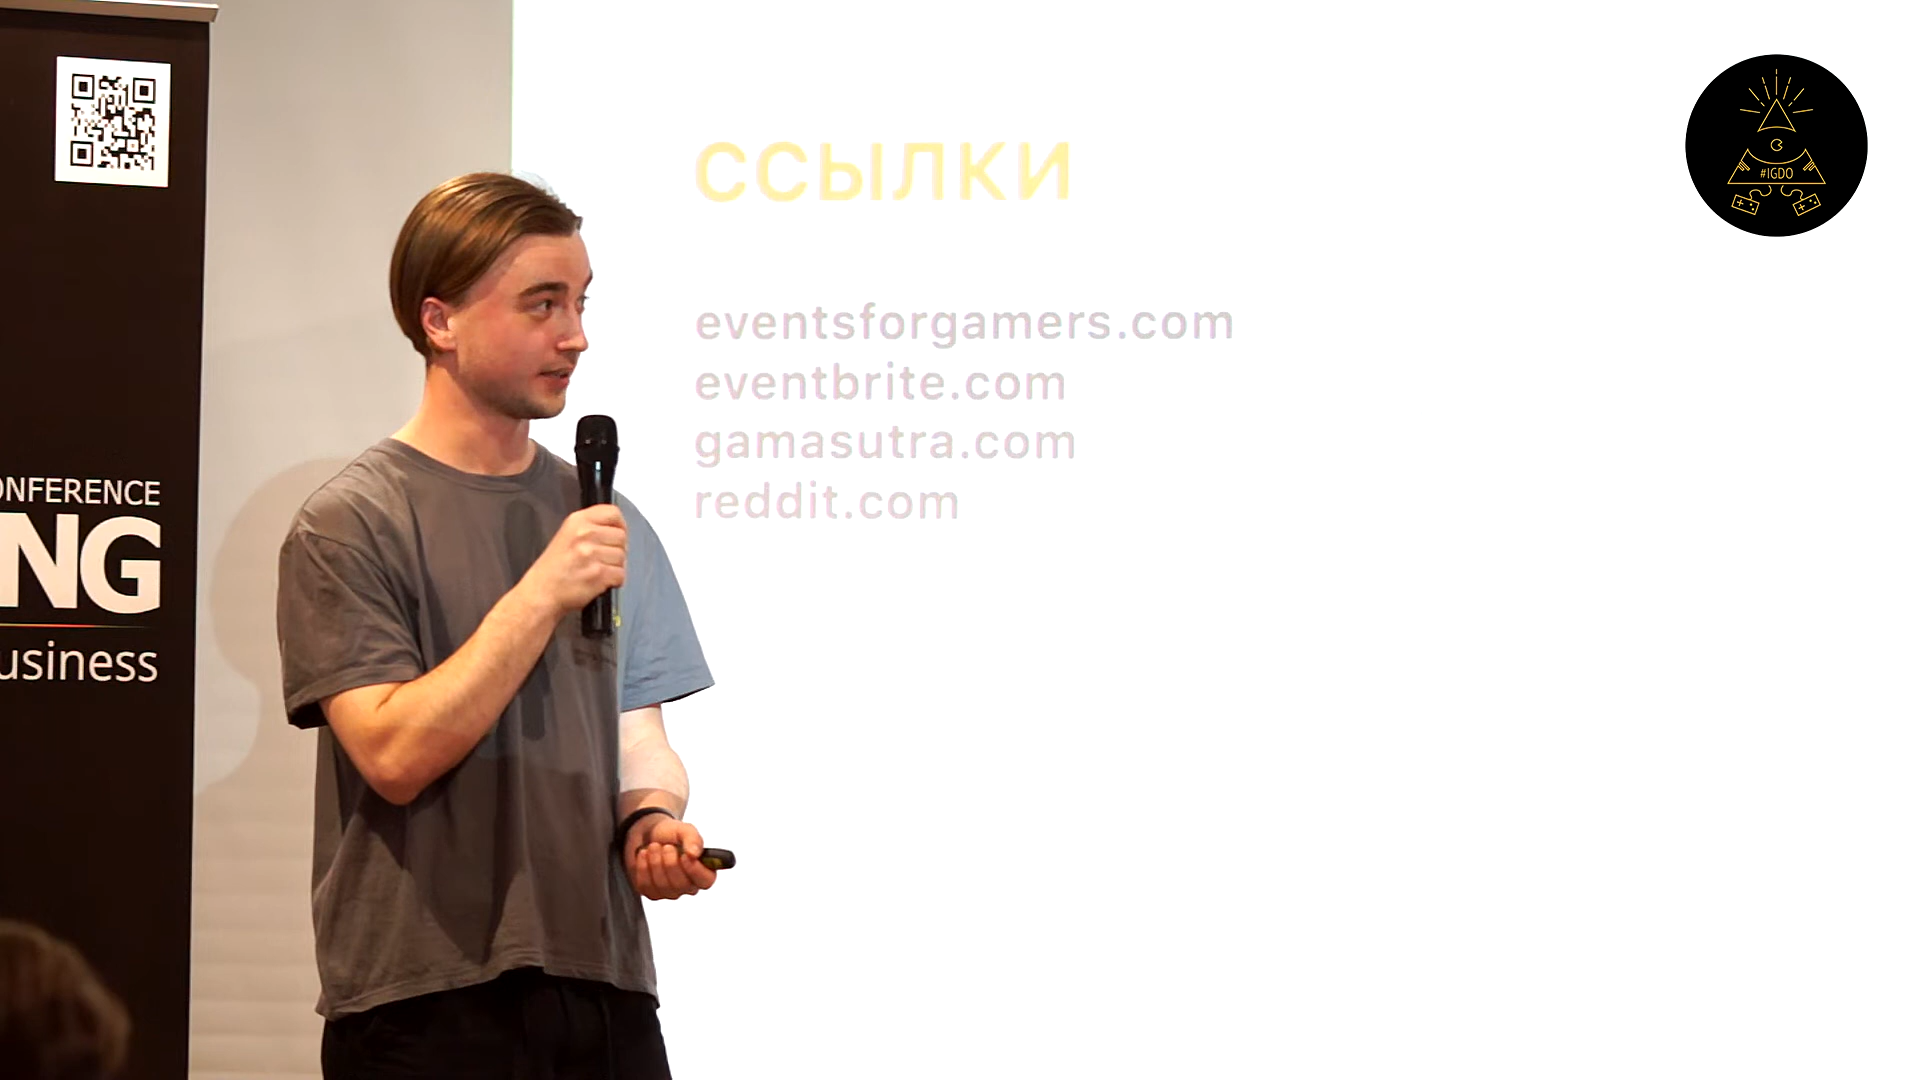 ONFERENCE
NG
usiness
ссылки
eventsforgamers.com
eventbrite.com
gamasutra.com
reddit.com
#IGDO